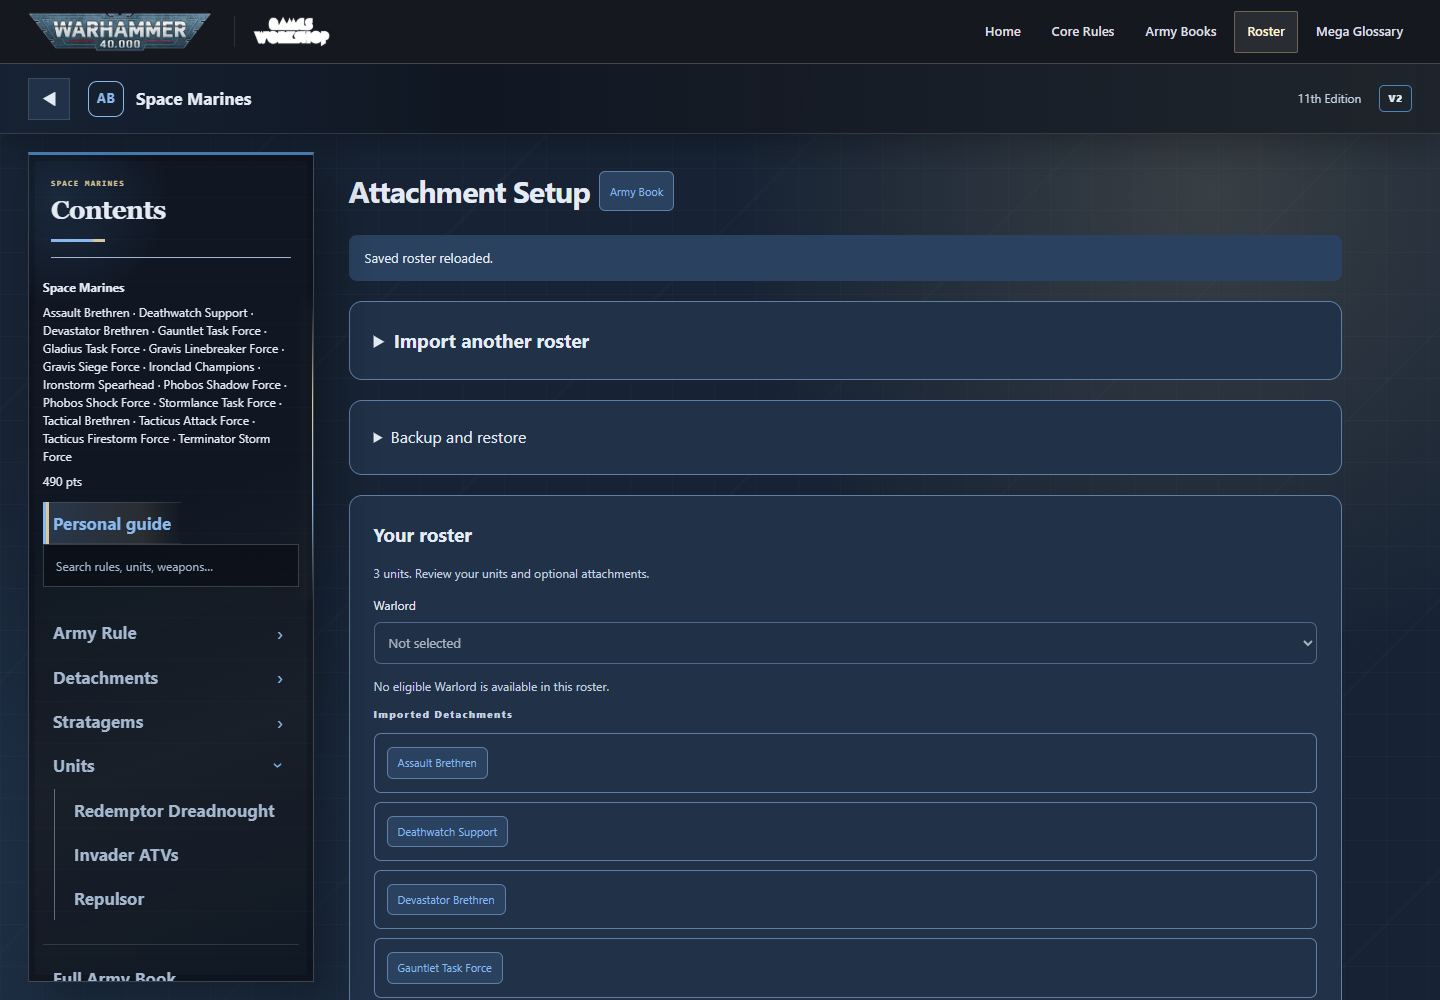 WARHAMMER
40,000
GAMES
WORKSHOP
Home
Core Rules
Army Books
Roster
Mega Glossary
AB
Space Marines
11th Edition
V2
SPACE MARINES
Contents
Space Marines
Assault Brethren · Deathwatch Support ·
Devastator Brethren · Gauntlet Task Force ·
Gladius Task Force · Gravis Linebreaker Force ·
Gravis Siege Force · Ironclad Champions ·
Ironstorm Spearhead · Phobos Shadow Force ·
Phobos Shock Force · Stormlance Task Force ·
Tactical Brethren · Tacticus Attack Force ·
Tacticus Firestorm Force · Terminator Storm
Force
490 pts
Personal guide
Search rules, units, weapons...
Army Rule
Detachments
Stratagems
Units
Redemptor Dreadnought
Invader ATVs
Repulsor
Full Army Book
Attachment Setup
Army Book
Saved roster reloaded.
Import another roster
Backup and restore
Your roster
3 units. Review your units and optional attachments.
Warlord
Not selected
No eligible Warlord is available in this roster.
Imported Detachments
Assault Brethren
Deathwatch Support
Devastator Brethren
Gauntlet Task Force